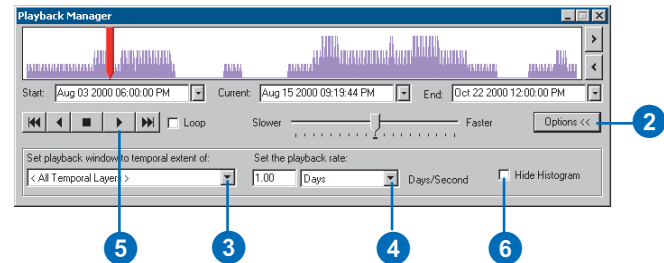 Playback Manager
Start: Aug 03 2000 06:00:00 PM Current: Aug 15 2000 09:19:44 PM End: Oct 22 2000 12:00:00 PM
Loop Slower Faster Options << 2
Set playback window to temporal extent of: Set the playback rate:
< All Temporal Layers > 1.00 Days Days/Second Hide Histogram
5 3 4 6